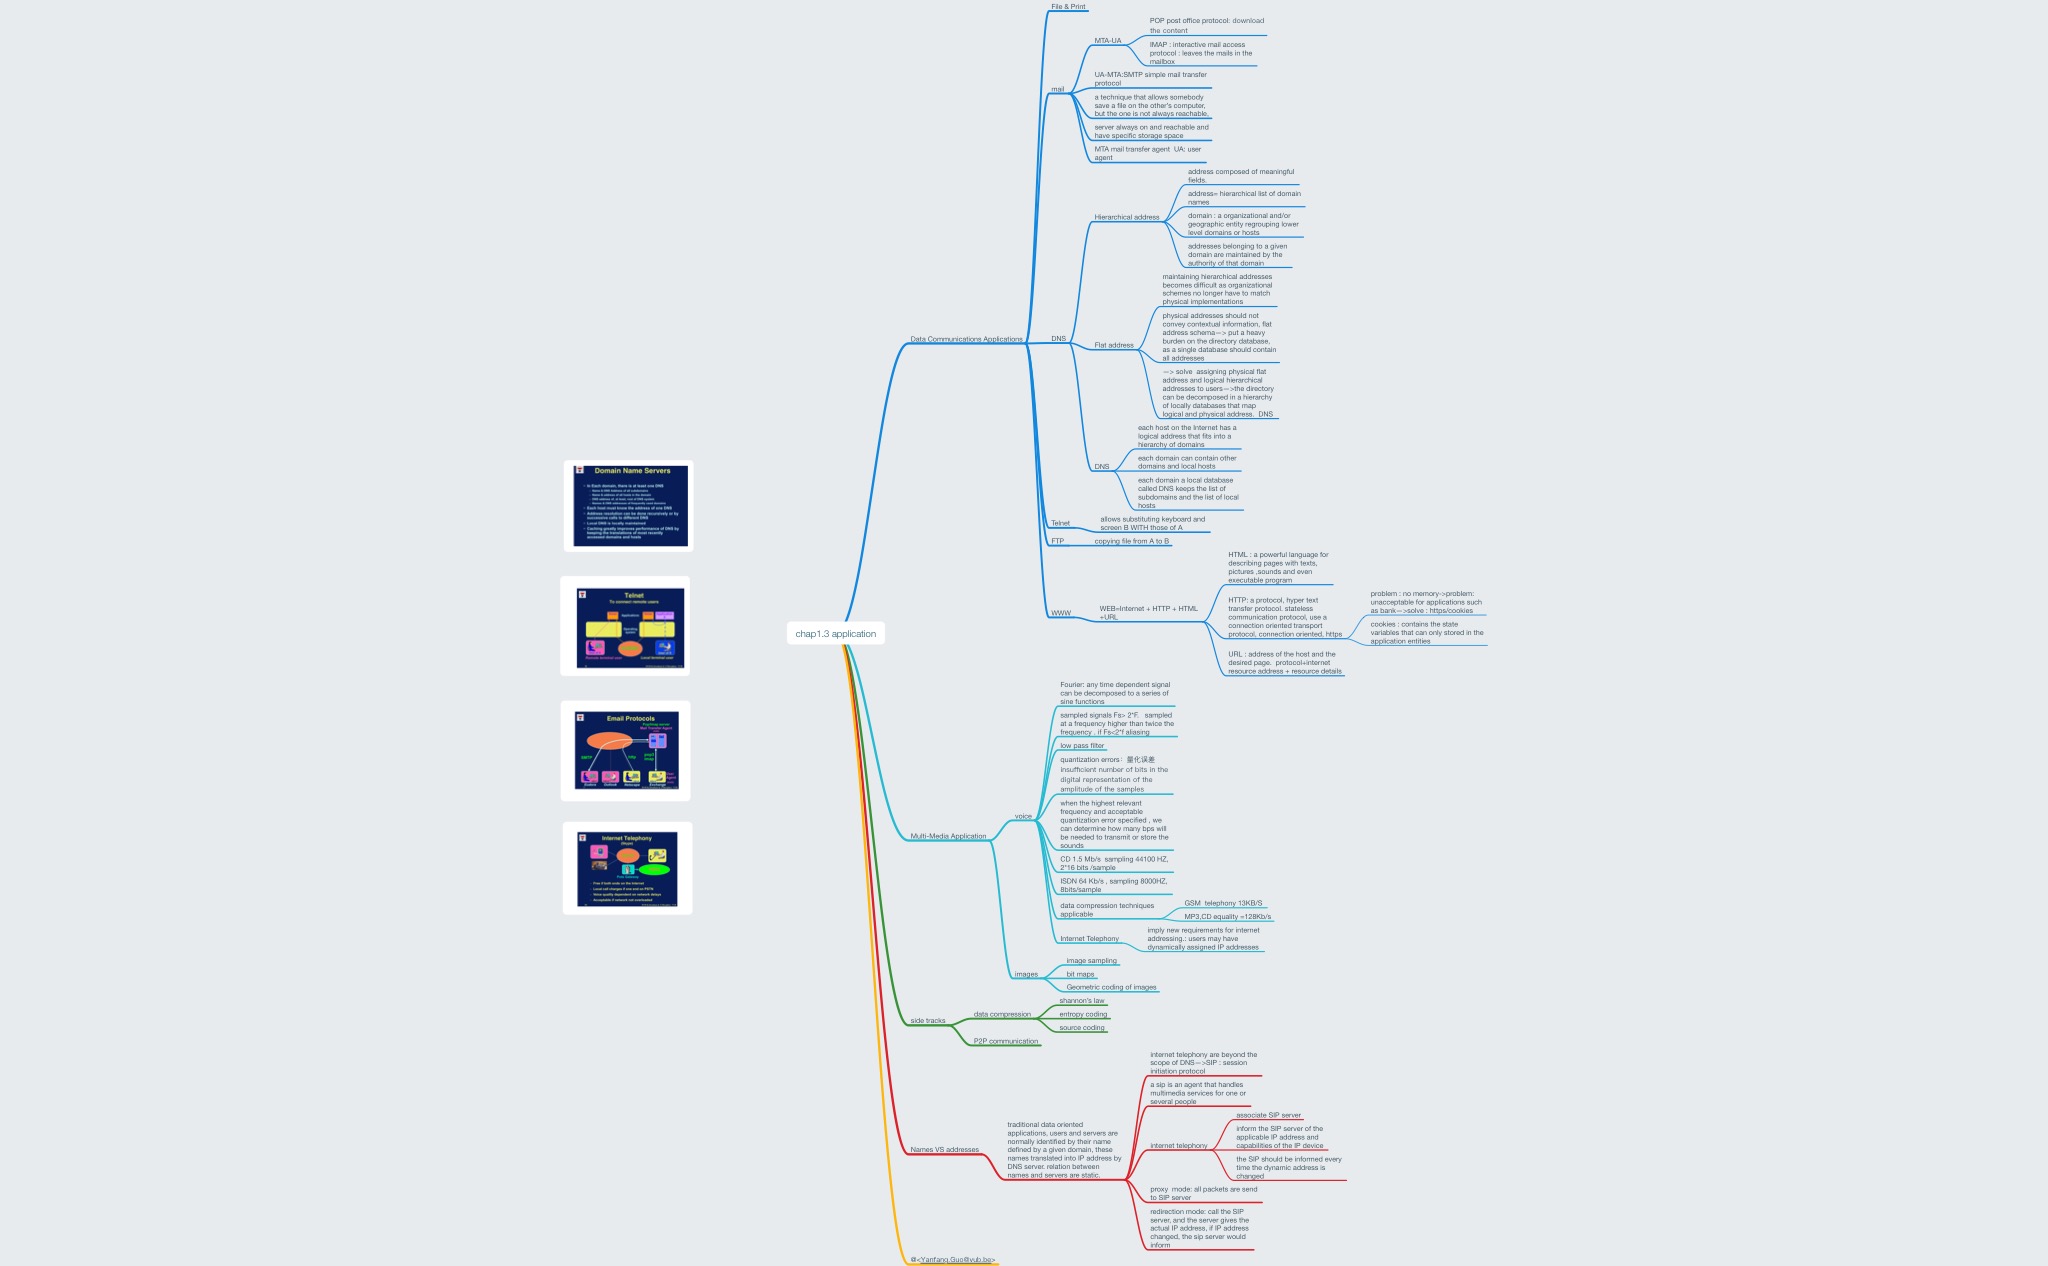 File & Print
POP post office protocol: download
the content
MTA-UA
IMAP : interactive mail access
protocol : leaves the mails in the
mailbox
UA-MTA:SMTP simple mail transfer
protocol
mail
a technique that allows somebody
save a file on the other's computer,
but the one is not always reachable,
server always on and reachable and
have specific storage space
MTA mail transfer agent  UA: user
agent
address composed of meaningful
fields.
address= hierarchical list of domain
names
Hierarchical address
domain : a organizational and/or
geographic entity regrouping lower
level domains or hosts
addresses belonging to a given
domain are maintained by the
authority of that domain
maintaining hierarchical addresses
becomes difficult as organizational
schemes no longer have to match
physical implementations
Data Communications Applications
DNS
Flat address
physical addresses should not
convey contextual information, flat
address schema—> put a heavy
burden on the directory database,
as a single database should contain
all addresses
—> solve  assigning physical flat
address and logical hierarchical
addresses to users—>the directory
can be decomposed in a hierarchy
of locally databases that map
logical and physical address.  DNS
each host on the Internet has a
logical address that fits into a
hierarchy of domains
DNS
each domain can contain other
domains and local hosts
each domain a local database
called DNS keeps the list of
subdomains and the list of local
hosts
Telnet
allows substituting keyboard and
screen B WITH those of A
FTP
copying file from A to B
HTML : a powerful language for
describing pages with texts,
pictures ,sounds and even
executable program
WWW
WEB=Internet + HTTP + HTML
+URL
HTTP: a protocol, hyper text
transfer protocol. stateless
communication protocol, use a
connection oriented transport
protocol, connection oriented, https
problem : no memory->problem:
unacceptable for applications such
as bank—>solve : https/cookies
cookies : contains the state
variables that can only stored in the
application entities
URL : address of the host and the
desired page.  protocol+internet
resource address + resource details
chap1.3 application
Fourier: any time dependent signal
can be decomposed to a series of
sine functions
sampled signals Fs> 2*F.   sampled
at a frequency higher than twice the
frequency . if Fs<2*f aliasing
low pass filter
quantization errors：量化误差
insufficient number of bits in the
digital representation of the
amplitude of the samples
Multi-Media Application
voice
when the highest relevant
frequency and acceptable
quantization error specified , we
can determine how many bps will
be needed to transmit or store the
sounds
CD 1.5 Mb/s  sampling 44100 HZ,
2*16 bits /sample
ISDN 64 Kb/s , sampling 8000HZ,
8bits/sample
data compression techniques
applicable
GSM  telephony 13KB/S
MP3,CD equality =128Kb/s
Internet Telephony
imply new requirements for internet
addressing.: users may have
dynamically assigned IP addresses
images
image sampling
bit maps
Geometric coding of images
side tracks
data compression
shannon's law
entropy coding
source coding
P2P communication
Names VS addresses
traditional data oriented
applications, users and servers are
normally identified by their name
defined by a given domain, these
names translated into IP address by
DNS server. relation between
names and servers are static.
internet telephony are beyond the
scope of DNS—>SIP : session
initiation protocol
a sip is an agent that handles
multimedia services for one or
several people
internet telephony
associate SIP server
inform the SIP server of the
applicable IP address and
capabilities of the IP device
the SIP should be informed every
time the dynamic address is
changed
proxy  mode: all packets are send
to SIP server
redirection mode: call the SIP
server, and the server gives the
actual IP address, if IP address
changed, the sip server would
inform
@<Yanfang.Guo@vub.be>
Domain Name Servers
In Each domain, there is at least one DNS
Each host must know the address of one DNS
Address resolution can be done recursively or by
successive calls to different DNS
Local DNS is locally maintained
Caching greatly improves performance of DNS by
keeping the translations of most recently
accessed domains and hosts
Telnet
To connect remote users
Applications
Remote terminal user
Local terminal user
Email Protocols
SMTP
Internet Telephony
Free if both ends on the internet
Local call charges if one end on PSTN
Voice quality dependent on network delays
Acceptable if network not overloaded